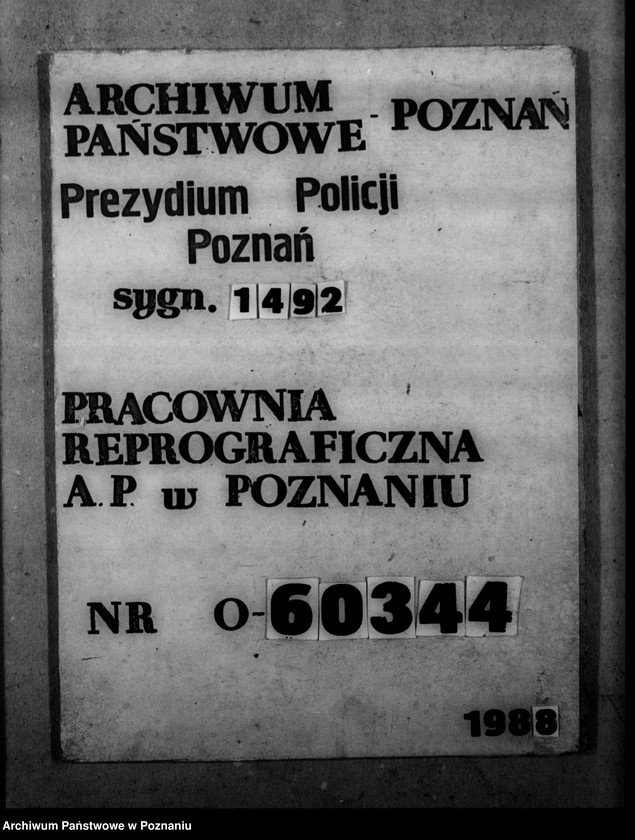 ARCHIWUM
PAŃSTWOWE - POZNAŃ
Prezydium Policji
Poznań
sygn. 1492
PRACOWNIA
REPROGRAFICZNA
A.P. w POZNANIU
NR O-60344
1988
Archiwum Państwowe w Poznaniu